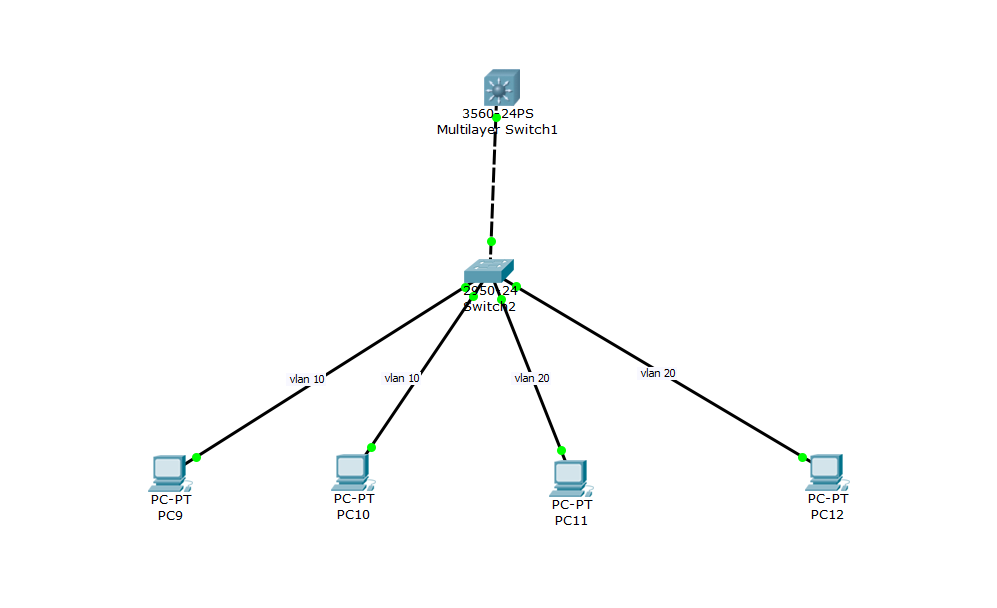 3560-24PS
Multilayer Switch1
2950-24
Switch2
vlan 10
vlan 10
vlan 20
vlan 20
PC-PT
PC9
PC-PT
PC10
PC-PT
PC11
PC-PT
PC12